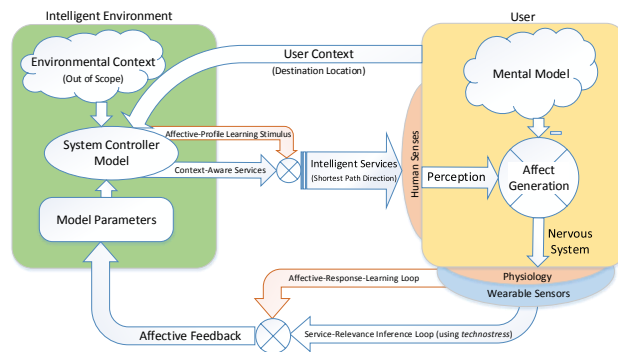 Intelligent Environment
User
Environmental Context
(Out of Scope)
User Context
(Destination Location)
Mental Model
Affective-Profile Learning Stimulus
System Controller
Model
Context-Aware Services
Intelligent Services
(Shortest Path Direction)
Human Senses
Perception
Affect
Generation
Model Parameters
Nervous
System
Physiology
Wearable Sensors
Affective-Response-Learning Loop
Affective Feedback
Service-Relevance Inference Loop (using technostress)